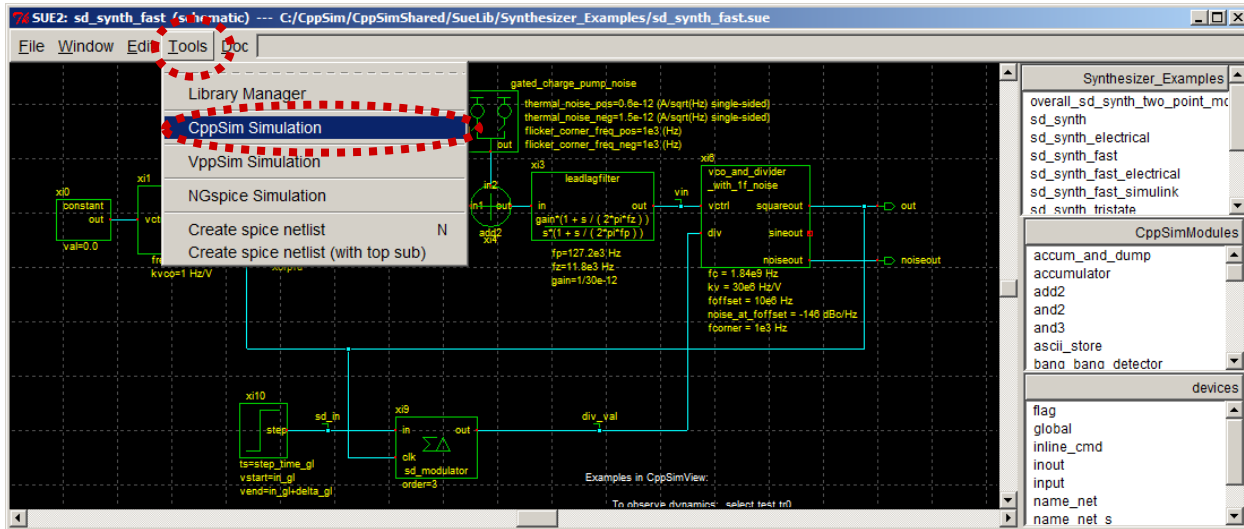 SUE2: sd_synth_fast (schematic) --- C:/CppSim/CppSimShared/SueLib/Synthesizer_Examples/sd_synth_fast.sue
File Window Edit Tools Doc
Library Manager
CppSim Simulation
VppSim Simulation
NGspice Simulation
Create spice netlist N
Create spice netlist (with top sub)
gated_charge_pump_noise
thermal_noise_pos=0.6e-12 (A/sqrt(Hz) single-sided)
thermal_noise_neg=1.5e-12 (A/sqrt(Hz) single-sided)
flicker_corner_freq_pos=1e3 (Hz)
flicker_corner_freq_neg=1e3 (Hz)
out
xi0
constant
out
val=0.0
xi1
kvco=1 Hz/V
in2
in1
out
add2
xi4
xi3
leadlagfilter
in
out
gain*(1 + s / ( 2*pi*fz ) )
s*(1 + s / ( 2*pi*fp ) )
fp=127.2e3 Hz
fz=11.8e3 Hz
gain=1/30e-12
vin
xi6
vco_and_divider
_with_1f_noise
vctrl
squareout
div
sineout
noiseout
fc = 1.84e9 Hz
kv = 30e6 Hz/V
foffset = 10e6 Hz
noise_at_foffset = -146 dBc/Hz
fcorner = 1e3 Hz
out
noiseout
xi10
step
ts=step_time_gl
vstart=in_gl
vend=in_gl+delta_gl
sd_in
xi9
in
out
ΣΔ
clk
sd_modulator
order=3
div_val
Examples in CppSimView:
To observe dynamics: select test.tr0
Synthesizer_Examples
overall_sd_synth_two_point_mo
sd_synth
sd_synth_electrical
sd_synth_fast
sd_synth_fast_electrical
sd_synth_fast_simulink
sd_synth_tristate
CppSimModules
accum_and_dump
accumulator
add2
and2
and3
ascii_store
bang_bang_detector
devices
flag
global
inline_cmd
inout
input
name_net
name_net_s